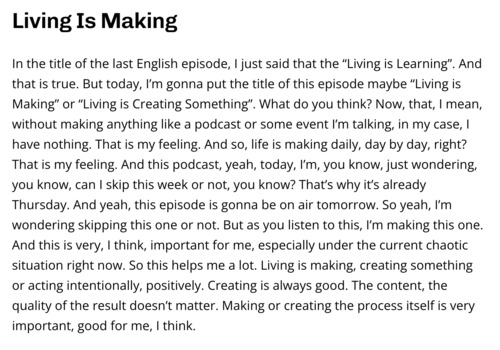 Living Is Making
In the title of the last English episode, I just said that the “Living is Learning”. And
that is true. But today, I’m gonna put the title of this episode maybe “Living is
Making” or “Living is Creating Something”. What do you think? Now, that, I mean,
without making anything like a podcast or some event I’m talking, in my case, I
have nothing. That is my feeling. And so, life is making daily, day by day, right?
That is my feeling. And this podcast, yeah, today, I’m, you know, just wondering,
you know, can I skip this week or not, you know? That’s why it’s already
Thursday. And yeah, this episode is gonna be on air tomorrow. So yeah, I’m
wondering skipping this one or not. But as you listen to this, I’m making this one.
And this is very, I think, important for me, especially under the current chaotic
situation right now. So this helps me a lot. Living is making, creating something
or acting intentionally, positively. Creating is always good. The content, the
quality of the result doesn’t matter. Making or creating the process itself is very
important, good for me, I think.